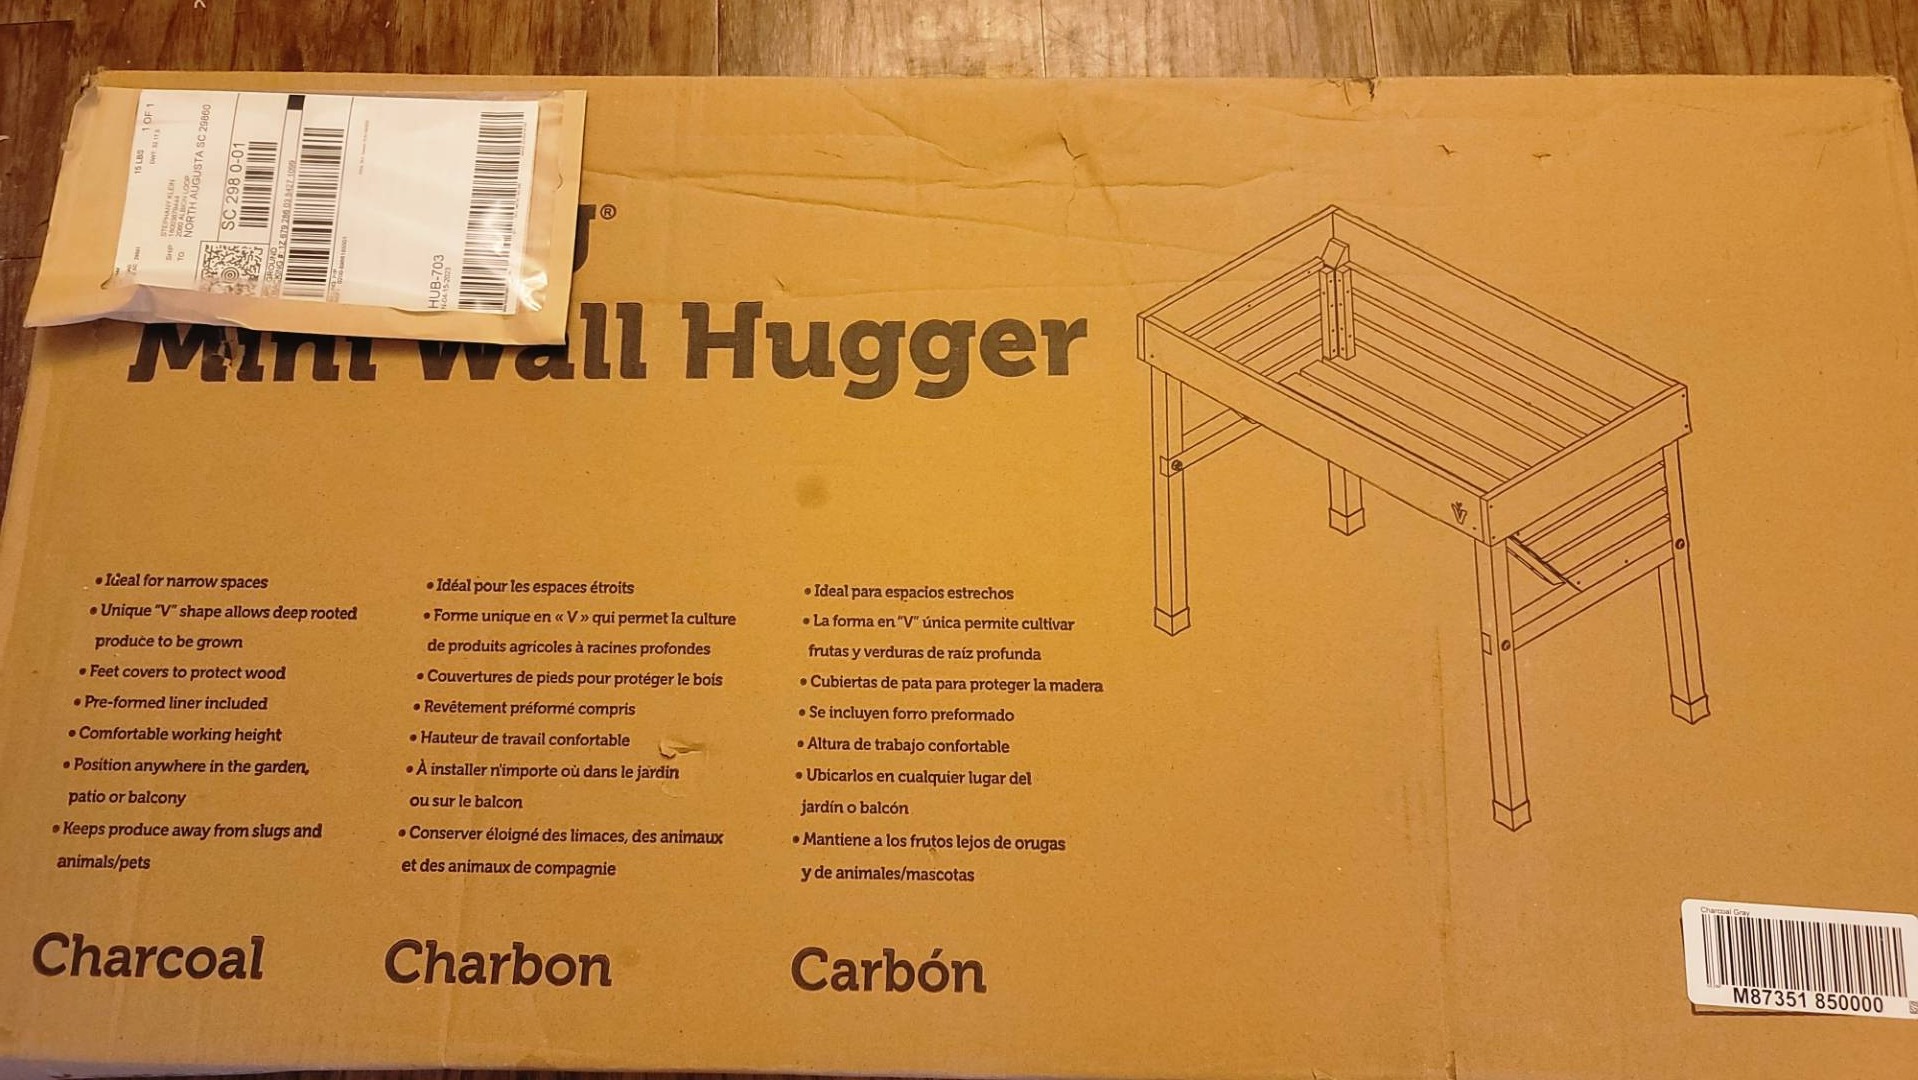 15 LBS 1 OF 1
SHIP
TO
STEPHANY KLEIN
NORTH AUGUSTA SC 29860
SC 298 0-01
HUB-703
®
Mini Wall Hugger
• Ideal for narrow spaces
• Unique "V" shape allows deep rooted
produce to be grown
• Feet covers to protect wood
• Pre-formed liner included
• Comfortable working height
• Position anywhere in the garden,
patio or balcony
• Keeps produce away from slugs and
animals/pets
Charcoal
• Idéal pour les espaces étroits
• Forme unique en « V » qui permet la culture
de produits agricoles à racines profondes
• Couvertures de pieds pour protéger le bois
• Revêtement préformé compris
• Hauteur de travail confortable
• À installer n'importe où dans le jardin
ou sur le balcon
• Conserver éloigné des limaces, des animaux
et des animaux de compagnie
Charbon
• Ideal para espacios estrechos
• La forma en "V" única permite cultivar
frutas y verduras de raíz profunda
• Cubiertas de pata para proteger la madera
• Se incluyen forro preformado
• Altura de trabajo confortable
• Ubicarlos en cualquier lugar del
jardín o balcón
• Mantiene a los frutos lejos de orugas
y de animales/mascotas
Carbón
Charcoal Gray
M87351 850000